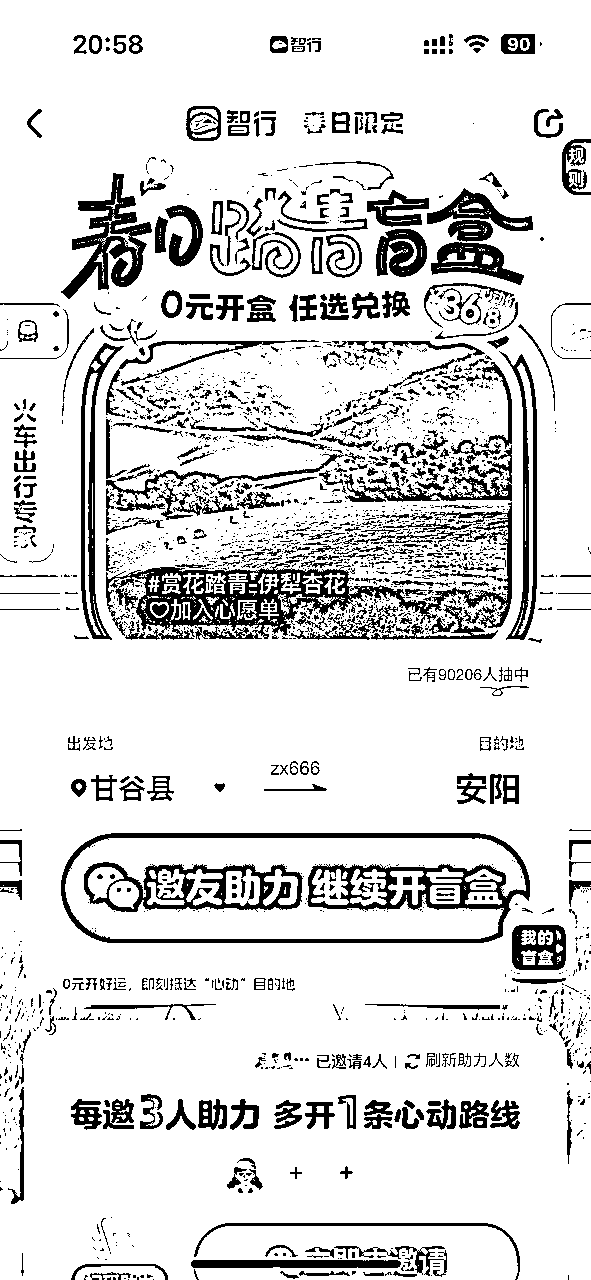 20:58
智行
90
智行 春日限定
规则
春日踏青盲盒
0元开盒 任选兑换
火车出行专家
#赏花踏青-伊犁杏花
加入心愿单
已有90206人抽中
出发地 目的地
甘谷县 zx666 安阳
邀友助力 继续开盲盒
我的
盲盒
0元开好运，即刻抵达“心动”目的地
已邀请4人 | 刷新助力人数
每邀3人助力 多开1条心动路线
+ +
邀请